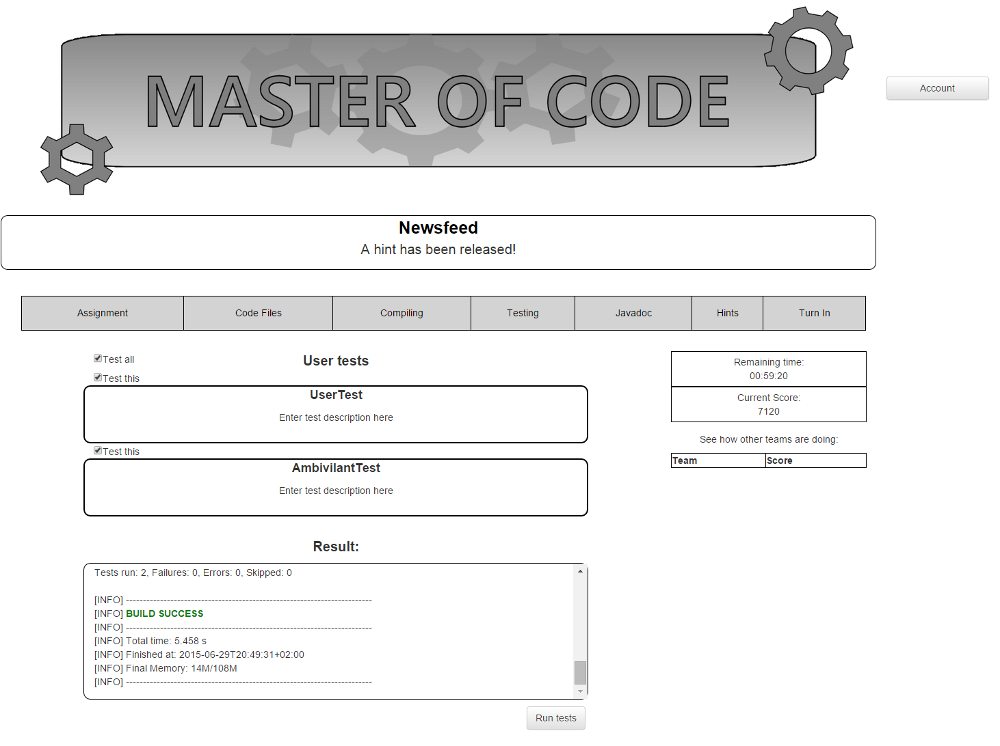 MASTER OF CODE
Account
Newsfeed
A hint has been released!
Assignment Code Files Compiling Testing Javadoc Hints Turn In
Test all
User tests
Test this
UserTest
Enter test description here
Test this
AmbivilantTest
Enter test description here
Result:
Tests run: 2, Failures: 0, Errors: 0, Skipped: 0
[INFO] ------------------------------------------------------------------------
[INFO] BUILD SUCCESS
[INFO] ------------------------------------------------------------------------
[INFO] Total time: 5.458 s
[INFO] Finished at: 2015-06-29T20:49:31+02:00
[INFO] Final Memory: 14M/108M
[INFO] ------------------------------------------------------------------------
Run tests
Remaining time:
00:59:20
Current Score:
7120
See how other teams are doing:
Team Score